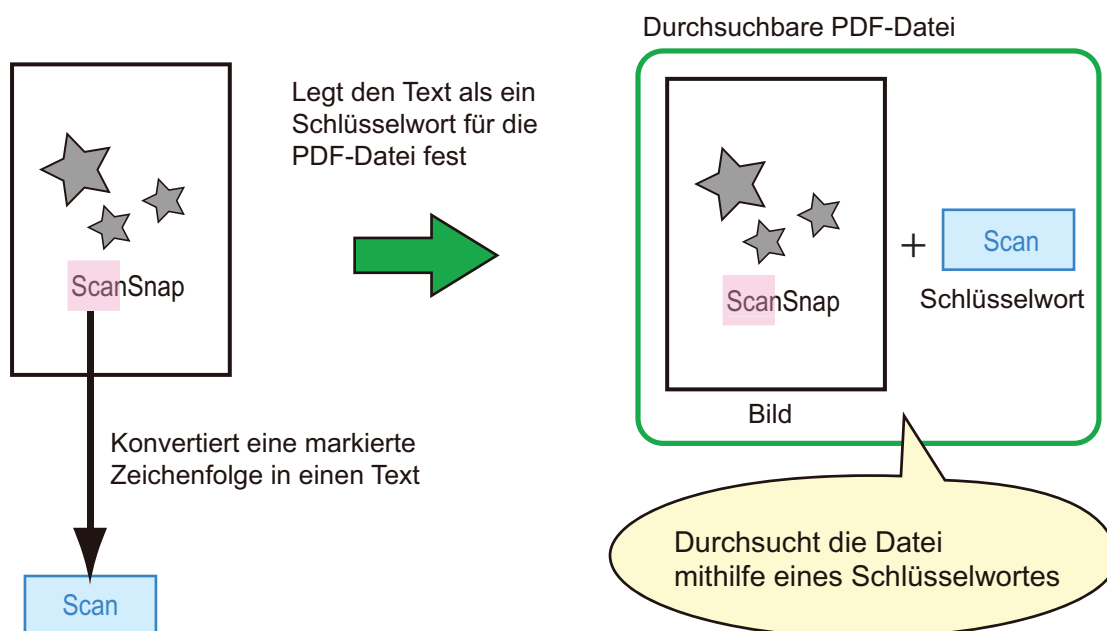 Durchsuchbare PDF-Datei
Legt den Text als ein
Schlüsselwort für die
PDF-Datei fest
ScanSnap
Konvertiert eine markierte
Zeichenfolge in einen Text
Scan
ScanSnap
Bild
+
Scan
Schlüsselwort
Durchsucht die Datei
mithilfe eines Schlüsselwortes